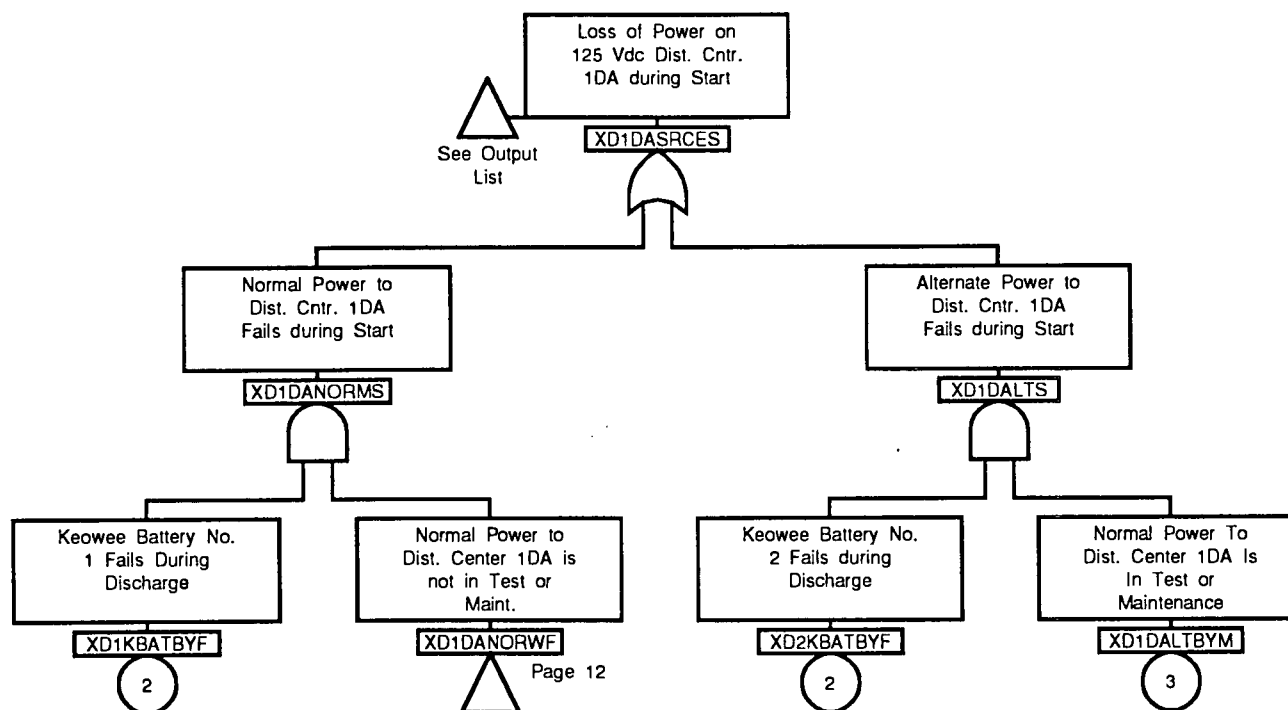 Loss of Power on
125 Vdc Dist. Cntr.
1DA during Start
XD1DASRCES
See Output
List
Normal Power to
Dist. Cntr. 1DA
Fails during Start
XD1DANORMS
Alternate Power to
Dist. Cntr. 1DA
Fails during Start
XD1DALTS
Keowee Battery No.
1 Fails During
Discharge
XD1KBATBYF
2
Normal Power to
Dist. Center 1DA is
not in Test or
Maint.
XD1DANORWF
Page 12
Keowee Battery No.
2 Fails during
Discharge
XD2KBATBYF
2
Normal Power To
Dist. Center 1DA Is
In Test or
Maintenance
XD1DALTBYM
3